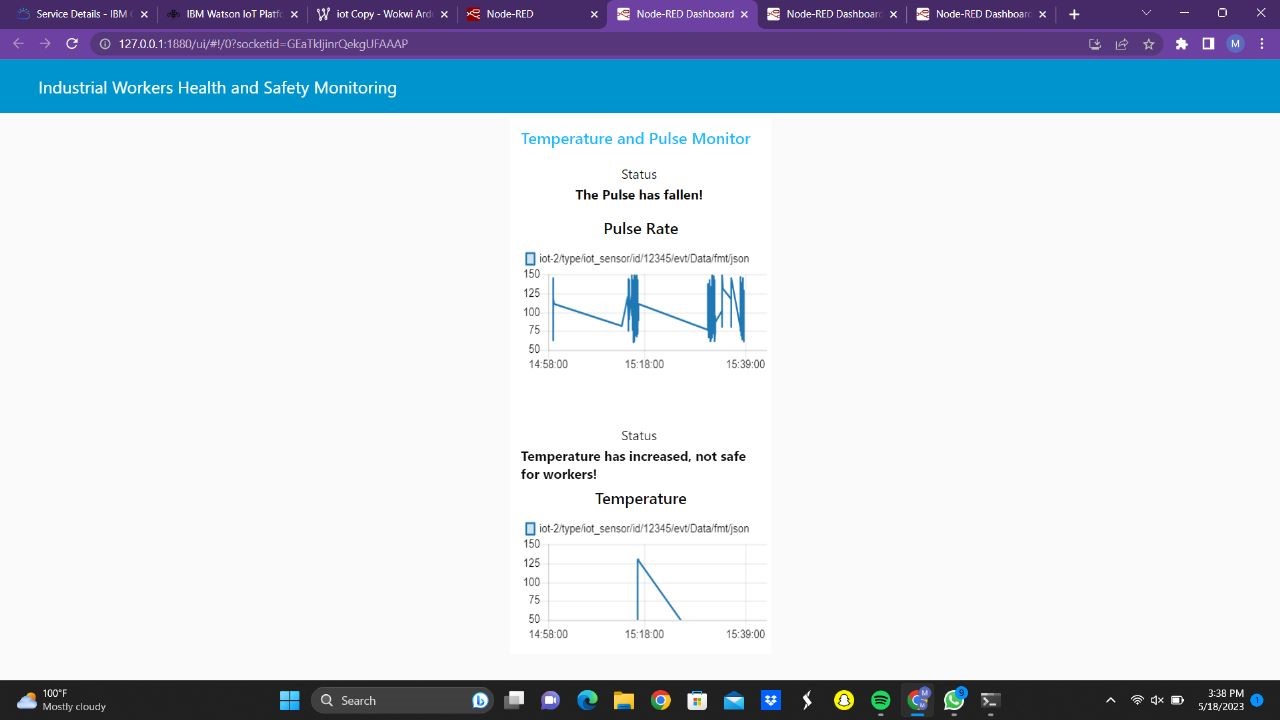 Service Details - IBM
IBM Watson IoT Platf
iot Copy - Wokwi Ard
Node-RED
Node-RED Dashboard
Node-RED Dashboard
Node-RED Dashboard
127.0.0.1:1880/ui/#!/0?socketid=GEaTkIjinrQekgUFAAAP
M
Industrial Workers Health and Safety Monitoring
Temperature and Pulse Monitor
Status
The Pulse has fallen!
Pulse Rate
iot-2/type/iot_sensor/id/12345/evt/Data/fmt/json
150
125
100
75
50
14:58:00 15:18:00 15:39:00
Status
Temperature has increased, not safe
for workers!
Temperature
iot-2/type/iot_sensor/id/12345/evt/Data/fmt/json
150
125
100
75
50
14:58:00 15:18:00 15:39:00
100°F
Mostly cloudy
Search
M
9
3:38 PM
5/18/2023
1